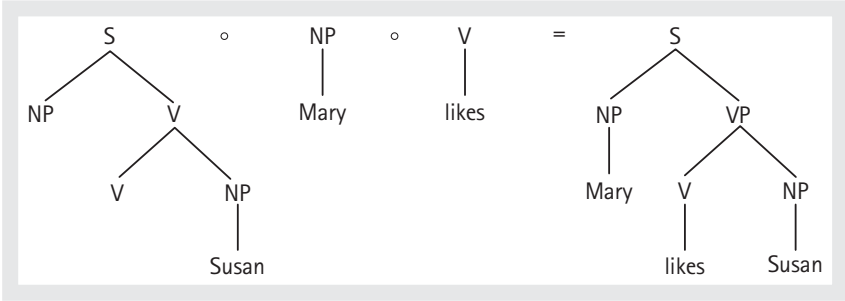 S ∘ NP ∘ V = S
NP V Mary likes NP VP
V NP Mary V NP
Susan likes Susan